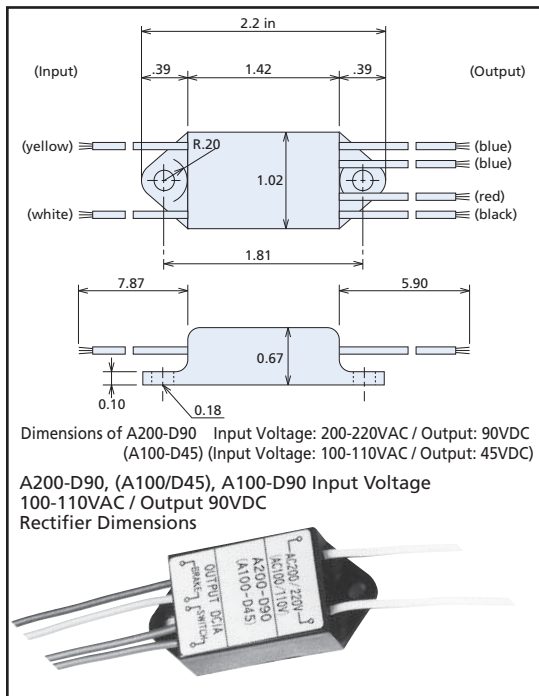 2.2 in
(Input) .39 1.42 .39 (Output)
(yellow) R.20 (blue)
(blue)
1.02
(red)
(white) (black)
1.81
7.87 5.90
0.67
0.10 0.18
Dimensions of A200-D90 Input Voltage: 200-220VAC / Output: 90VDC
(A100-D45) (Input Voltage: 100-110VAC / Output: 45VDC)
A200-D90, (A100/D45), A100-D90 Input Voltage
100-110VAC / Output 90VDC
Rectifier Dimensions
AC200/220V
(AC100/110V)
A200-D90
(A100-D45)
OUTPUT DC1A
BRAKE SWITCH